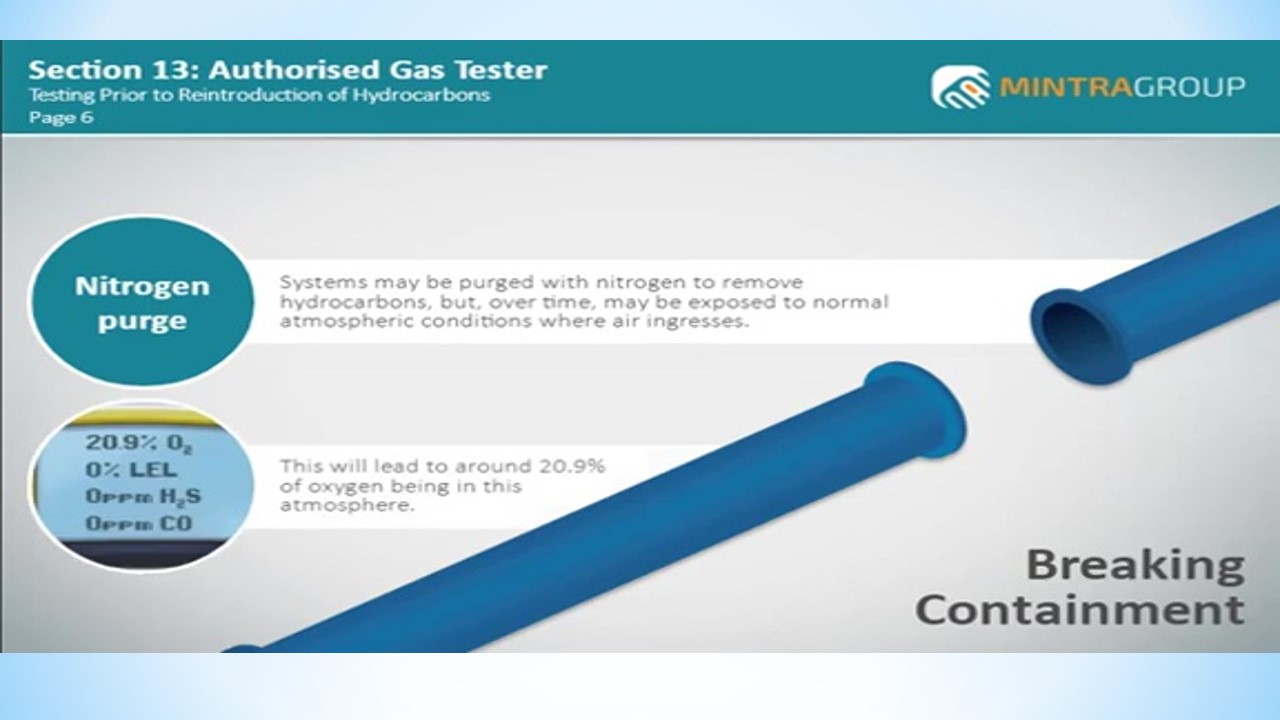 Section 13: Authorised Gas Tester
Testing Prior to Reintroduction of Hydrocarbons
Page 6
MINTRAGROUP
Nitrogen
purge
Systems may be purged with nitrogen to remove
hydrocarbons, but, over time, may be exposed to normal
atmospheric conditions where air ingresses.
20.9% O₂
0% LEL
0ppm H₂S
0ppm CO
This will lead to around 20.9%
of oxygen being in this
atmosphere.
Breaking
Containment